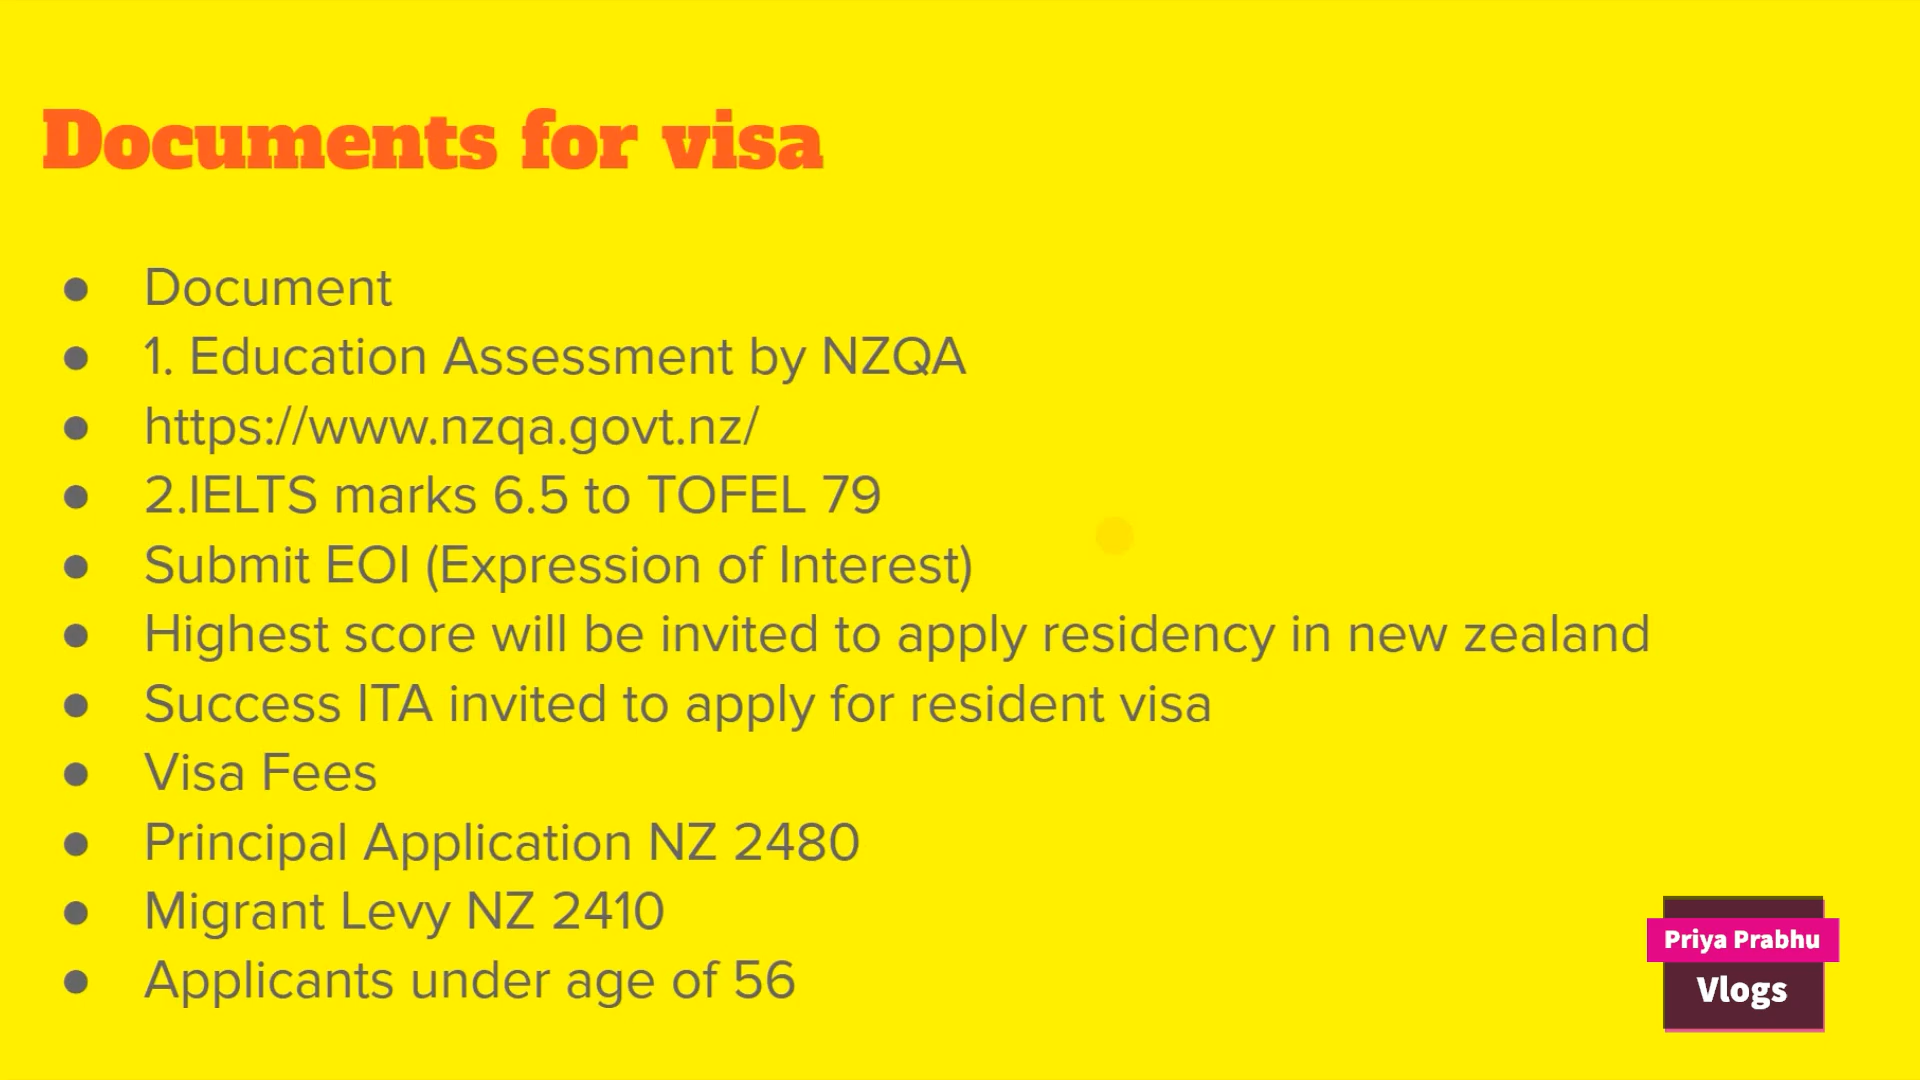 Documents for visa
● Document
● 1. Education Assessment by NZQA
● https://www.nzqa.govt.nz/
● 2.IELTS marks 6.5 to TOFEL 79
● Submit EOI (Expression of Interest)
● Highest score will be invited to apply residency in new zealand
● Success ITA invited to apply for resident visa
● Visa Fees
● Principal Application NZ 2480
● Migrant Levy NZ 2410
● Applicants under age of 56
Priya Prabhu
Vlogs